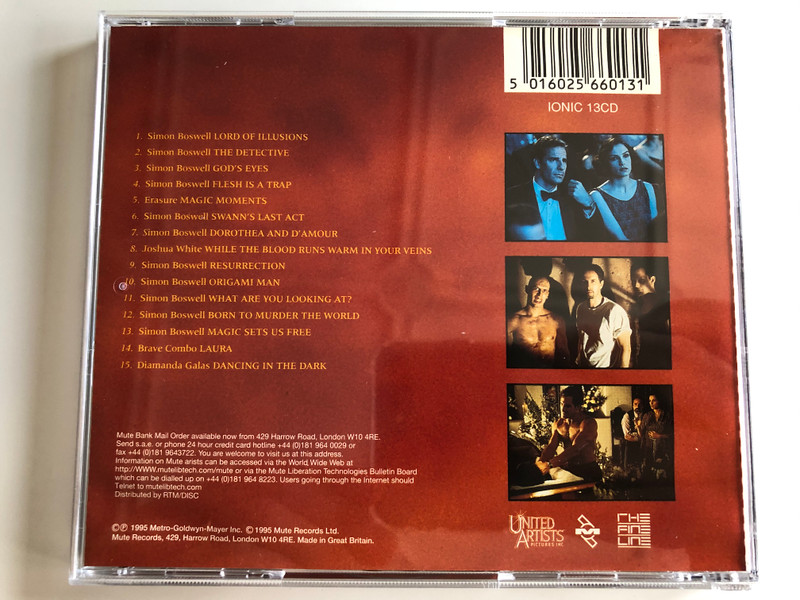 5 016025 660131
IONIC 13CD
1. Simon Boswell LORD OF ILLUSIONS
2. Simon Boswell THE DETECTIVE
3. Simon Boswell GOD'S EYES
4. Simon Boswell FLESH IS A TRAP
5. Erasure MAGIC MOMENTS
6. Simon Boswell SWANN'S LAST ACT
7. Simon Boswell DOROTHEA AND D'AMOUR
8. Joshua White WHILE THE BLOOD RUNS WARM IN YOUR VEINS
9. Simon Boswell RESURRECTION
10. Simon Boswell ORIGAMI MAN
11. Simon Boswell WHAT ARE YOU LOOKING AT?
12. Simon Boswell BORN TO MURDER THE WORLD
13. Simon Boswell MAGIC SETS US FREE
14. Brave Combo LAURA
15. Diamanda Galas DANCING IN THE DARK
Mute Bank Mail Order available now from 429 Harrow Road, London W10 4RE.
Send s.a.e. or phone 24 hour credit card hotline +44 (0)181 964 0029 or
fax +44 (0)181 9643722. You are welcome to visit us at this address.
Information on Mute arists can be accessed via the World Wide Web at
http://WWW.mutelibtech.com/mute or via the Mute Liberation Technologies Bulletin Board
which can be dialled up on +44 (0)181 964 8223. Users going through the Internet should
Telnet to mutelibtech.com
Distributed by RTM/DISC
©℗ 1995 Metro-Goldwyn-Mayer Inc. © 1995 Mute Records Ltd.
Mute Records, 429, Harrow Road, London W10 4RE. Made in Great Britain.
UNITED
ARTISTS
PICTURES INC.
THE
FINE
LINE